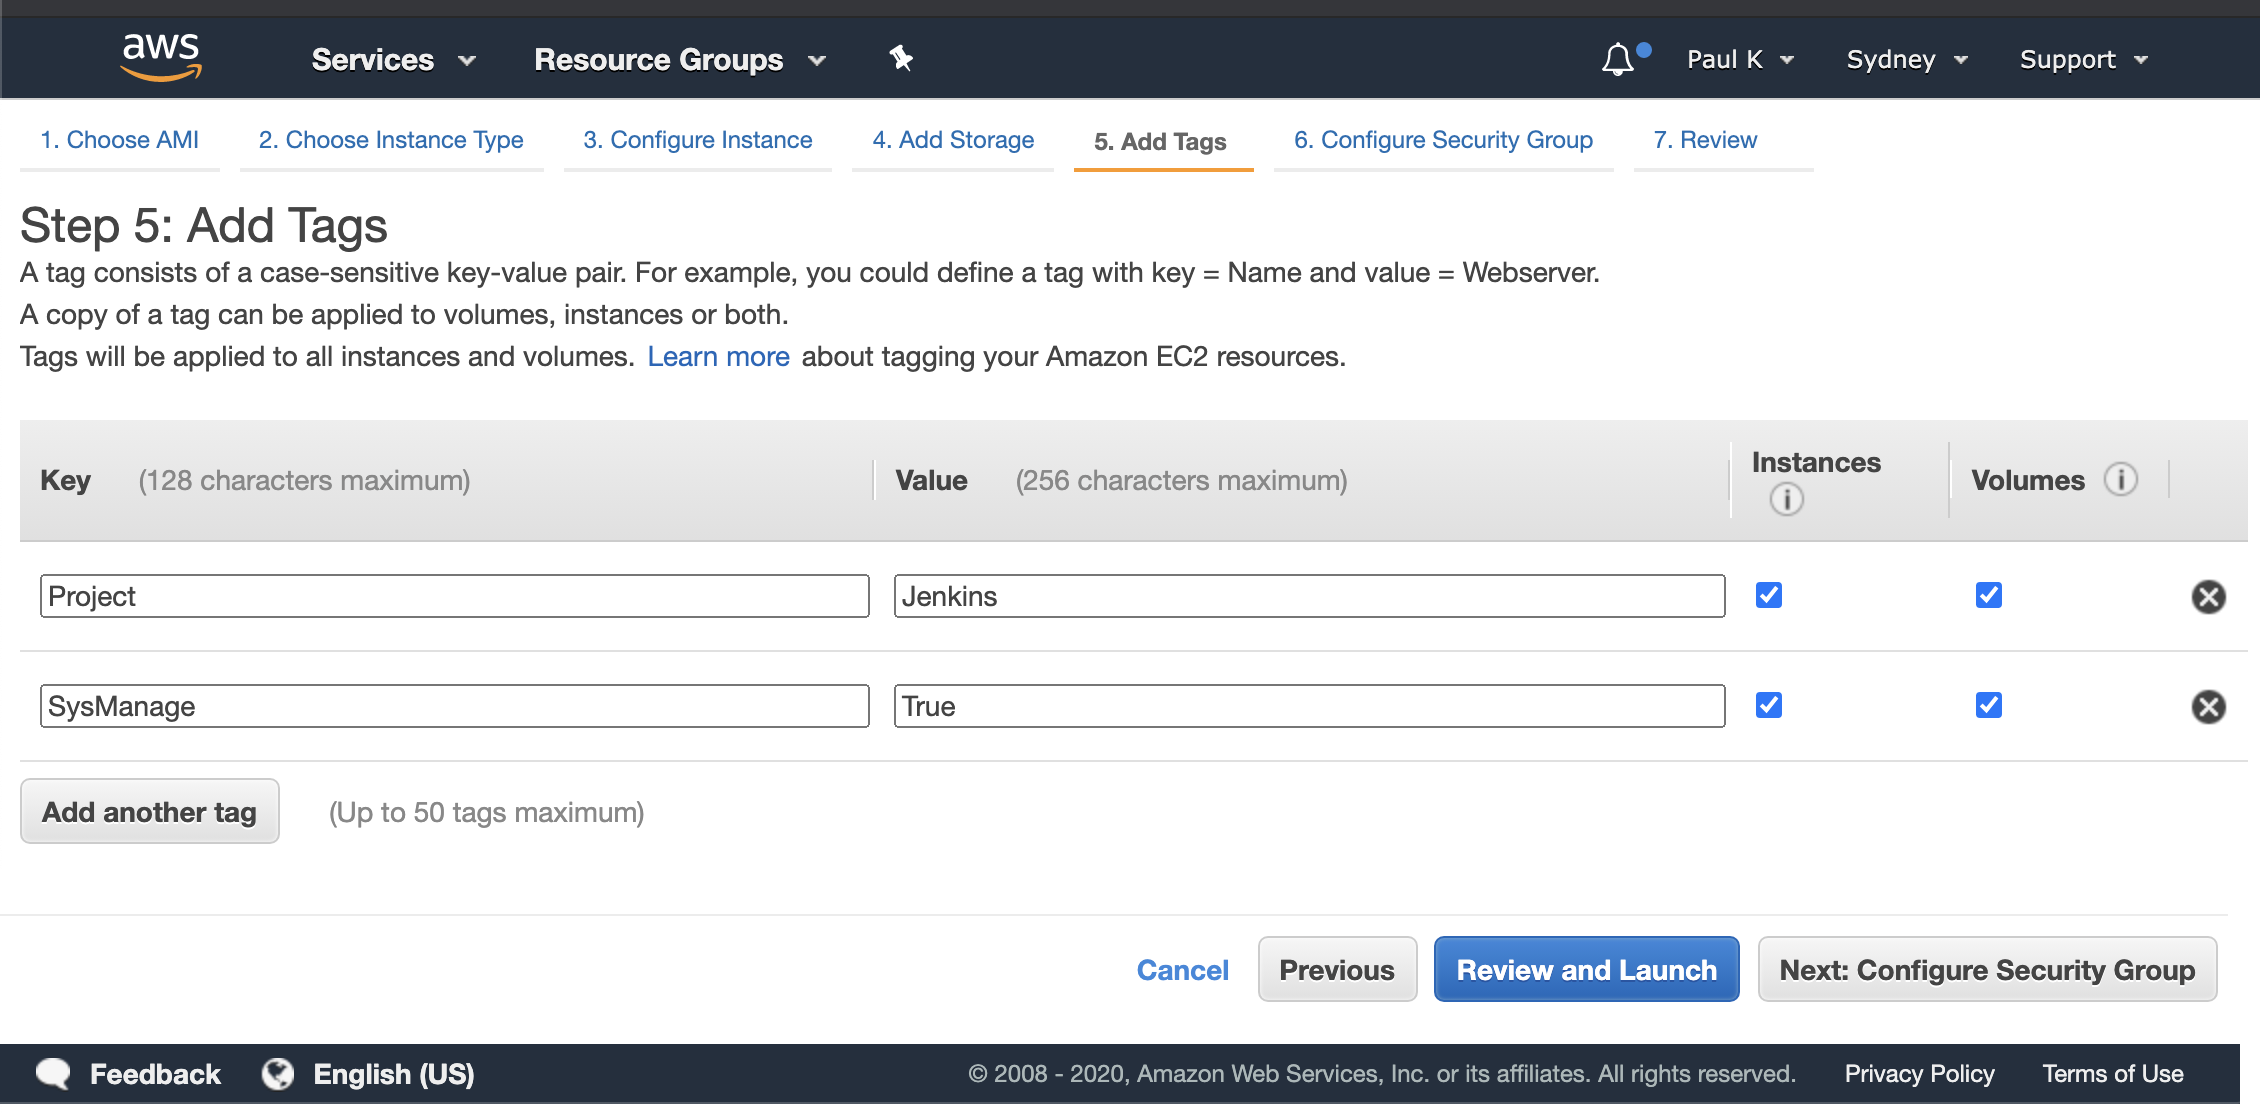 aws Services Resource Groups Paul K Sydney Support
1. Choose AMI 2. Choose Instance Type 3. Configure Instance 4. Add Storage 5. Add Tags 6. Configure Security Group 7. Review
Step 5: Add Tags
A tag consists of a case-sensitive key-value pair. For example, you could define a tag with key = Name and value = Webserver.
A copy of a tag can be applied to volumes, instances or both.
Tags will be applied to all instances and volumes. Learn more about tagging your Amazon EC2 resources.
Key (128 characters maximum) Value (256 characters maximum) Instances i Volumes i
Project Jenkins
SysManage True
Add another tag (Up to 50 tags maximum)
Cancel Previous Review and Launch Next: Configure Security Group
Feedback English (US) © 2008 - 2020, Amazon Web Services, Inc. or its affiliates. All rights reserved. Privacy Policy Terms of Use